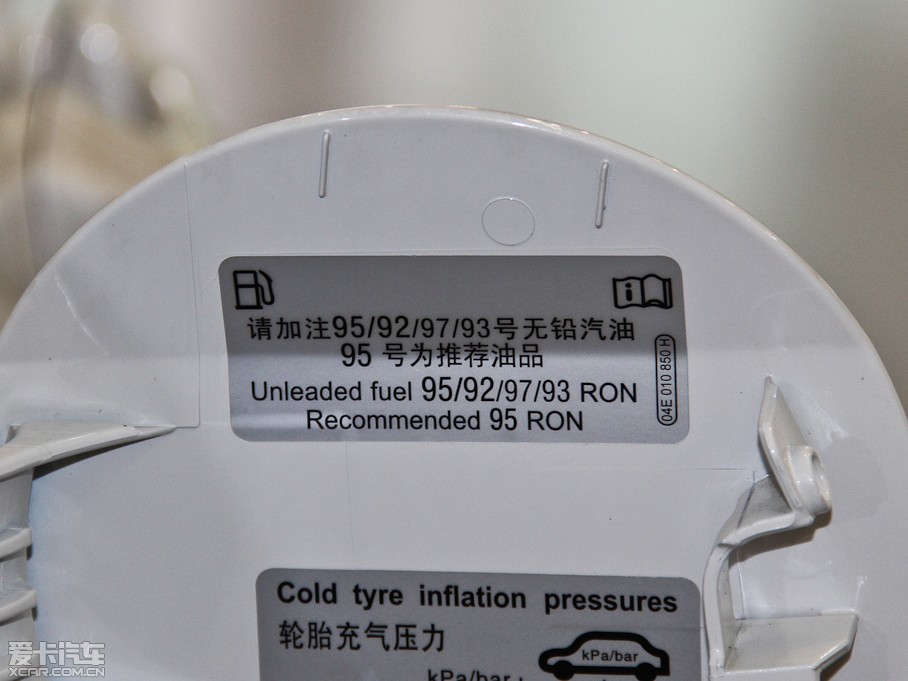 请加注95/92/97/93号无铅汽油
95 号为推荐油品
Unleaded fuel 95/92/97/93 RON
Recommended 95 RON
04E 010 850 H
Cold tyre inflation pressures
轮胎充气压力
kPa/bar
kPa/bar
爱卡汽车
XCAR.COM.CN